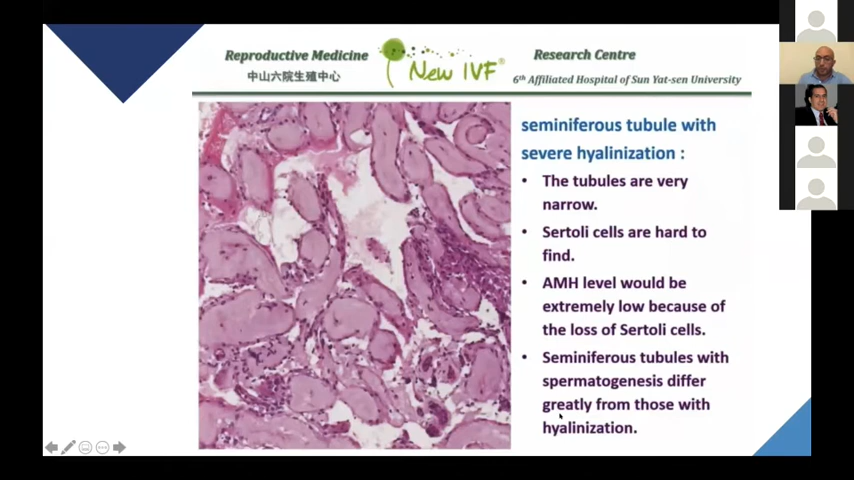 Reproductive Medicine
中山六院生殖中心
New IVF®
Research Centre
6th Affiliated Hospital of Sun Yat-sen University
seminiferous tubule with
severe hyalinization :
• The tubules are very
narrow.
• Sertoli cells are hard to
find.
• AMH level would be
extremely low because of
the loss of Sertoli cells.
• Seminiferous tubules with
spermatogenesis differ
greatly from those with
hyalinization.